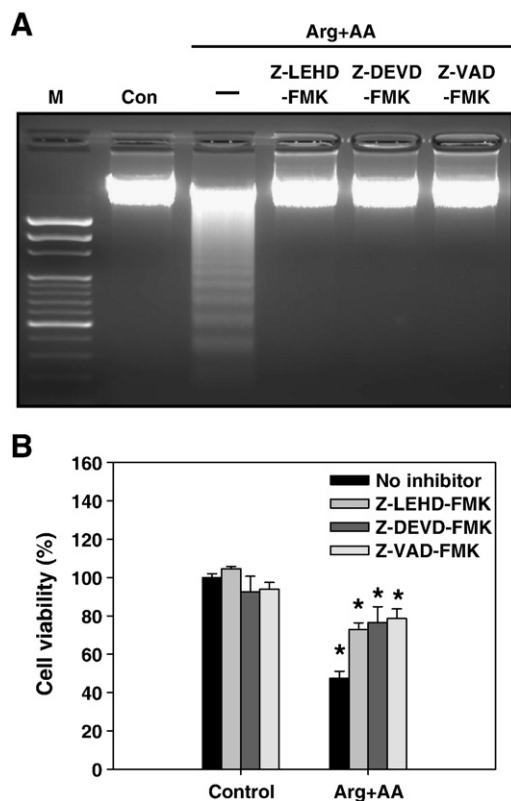 A
Arg+AA
Z-LEHD Z-DEVD Z-VAD
M Con — -FMK -FMK -FMK
B
160
140
120
100
80
60
40
20
0
Cell viability (%)
No inhibitor
Z-LEHD-FMK
Z-DEVD-FMK
Z-VAD-FMK
* * * *
Control Arg+AA